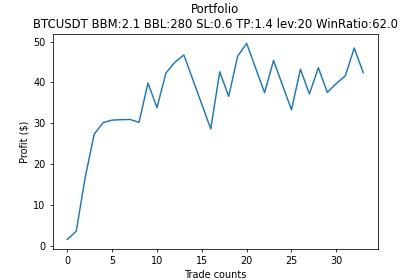 Portfolio
BTCUSDT BBM:2.1 BBL:280 SL:0.6 TP:1.4 lev:20 WinRatio:62.0
50
40
30
20
10
0
Profit ($)
0 5 10 15 20 25 30
Trade counts